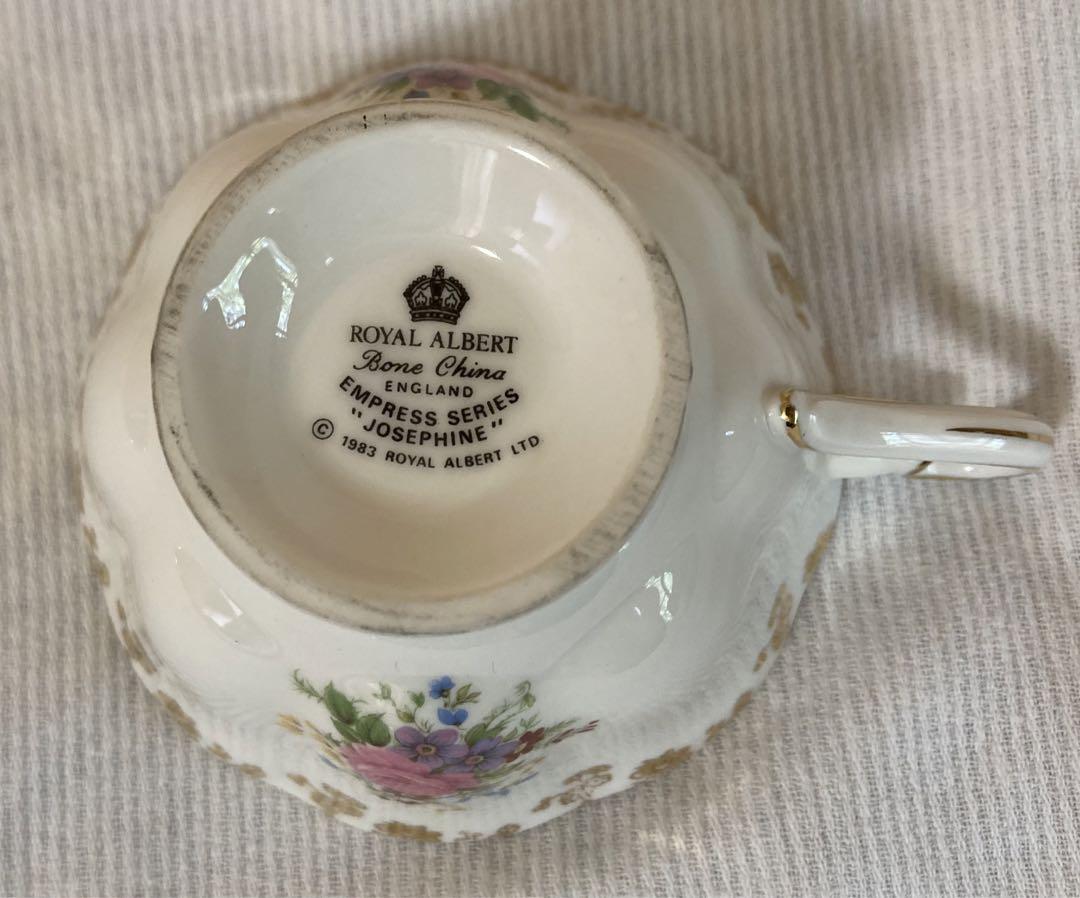 ROYAL ALBERT
Bone China
ENGLAND
EMPRESS SERIES
"JOSEPHINE"
© 1983 ROYAL ALBERT LTD